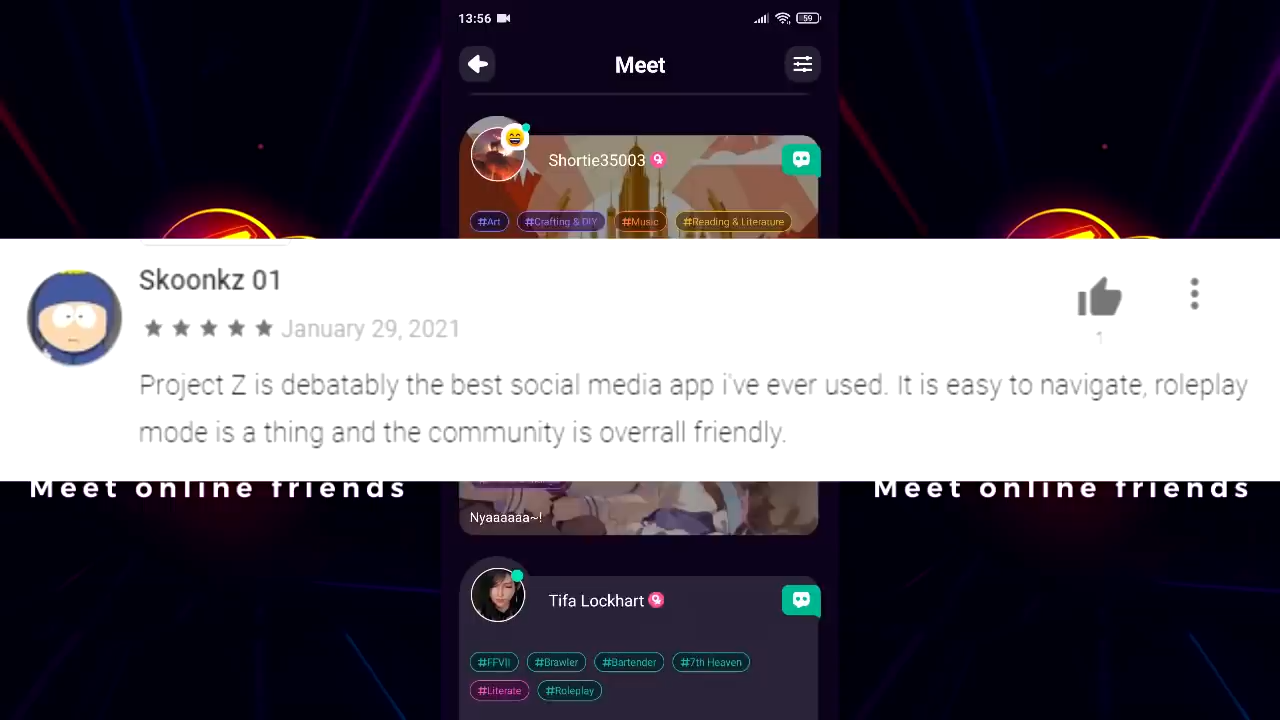 13:56
59
Meet
Shortie35003
#Art #Crafting & DIY #Music #Reading & Literature
Skoonkz 01
January 29, 2021
1
Project Z is debatably the best social media app i've ever used. It is easy to navigate, roleplay
mode is a thing and the community is overrall friendly.
Meet online friends
Meet online friends
Nyaaaaaa~!
Tifa Lockhart
#FFVII #Brawler #Bartender #7th Heaven
#Literate #Roleplay